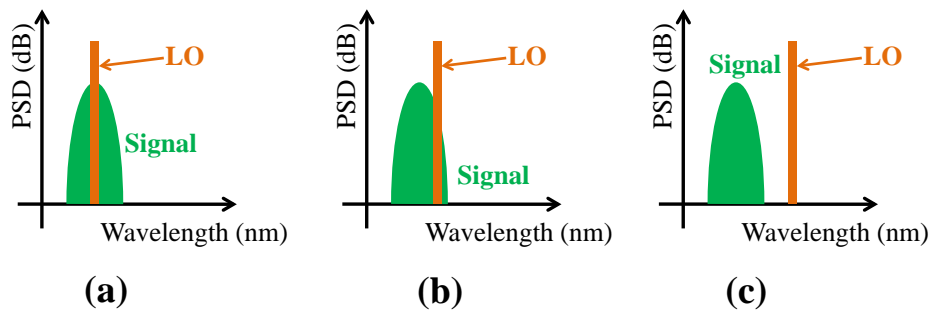 PSD (dB)
LO
Signal
Wavelength (nm)
(a)
PSD (dB)
LO
Signal
Wavelength (nm)
(b)
PSD (dB)
Signal
LO
Wavelength (nm)
(c)